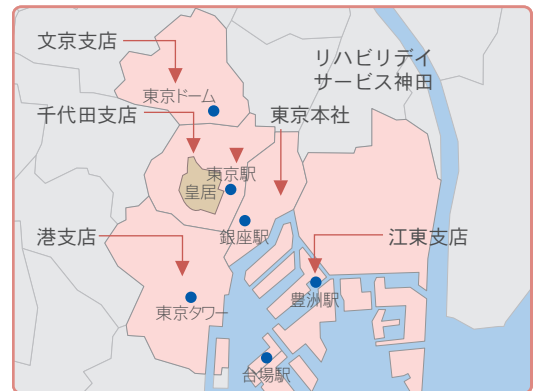 文京支店
リハビリデイ
サービス神田
東京ドーム
千代田支店
東京本社
東京駅
皇居
銀座駅
港支店
江東支店
豊洲駅
東京タワー
台場駅